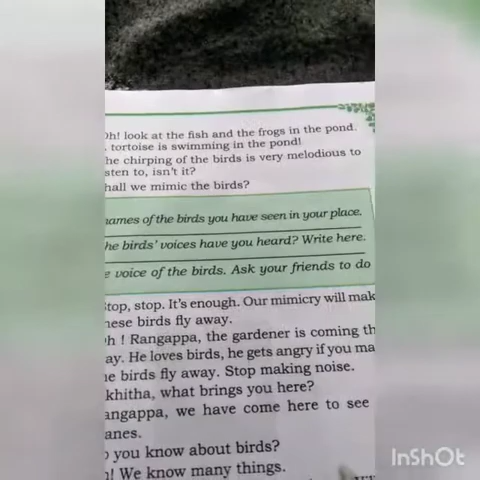 Oh! look at the fish and the frogs in the pond.
tortoise is swimming in the pond!
he chirping of the birds is very melodious to
sten to, isn't it?
hall we mimic the birds?
names of the birds you have seen in your place.
he birds' voices have you heard? Write here.
e voice of the birds. Ask your friends to do
Stop, stop. It's enough. Our mimicry will mak
hese birds fly away.
h ! Rangappa, the gardener is coming th
ay. He loves birds, he gets angry if you ma
e birds fly away. Stop making noise.
khitha, what brings you here?
angappa, we have come here to see
anes.
you know about birds?
! We know many things.
InShOt